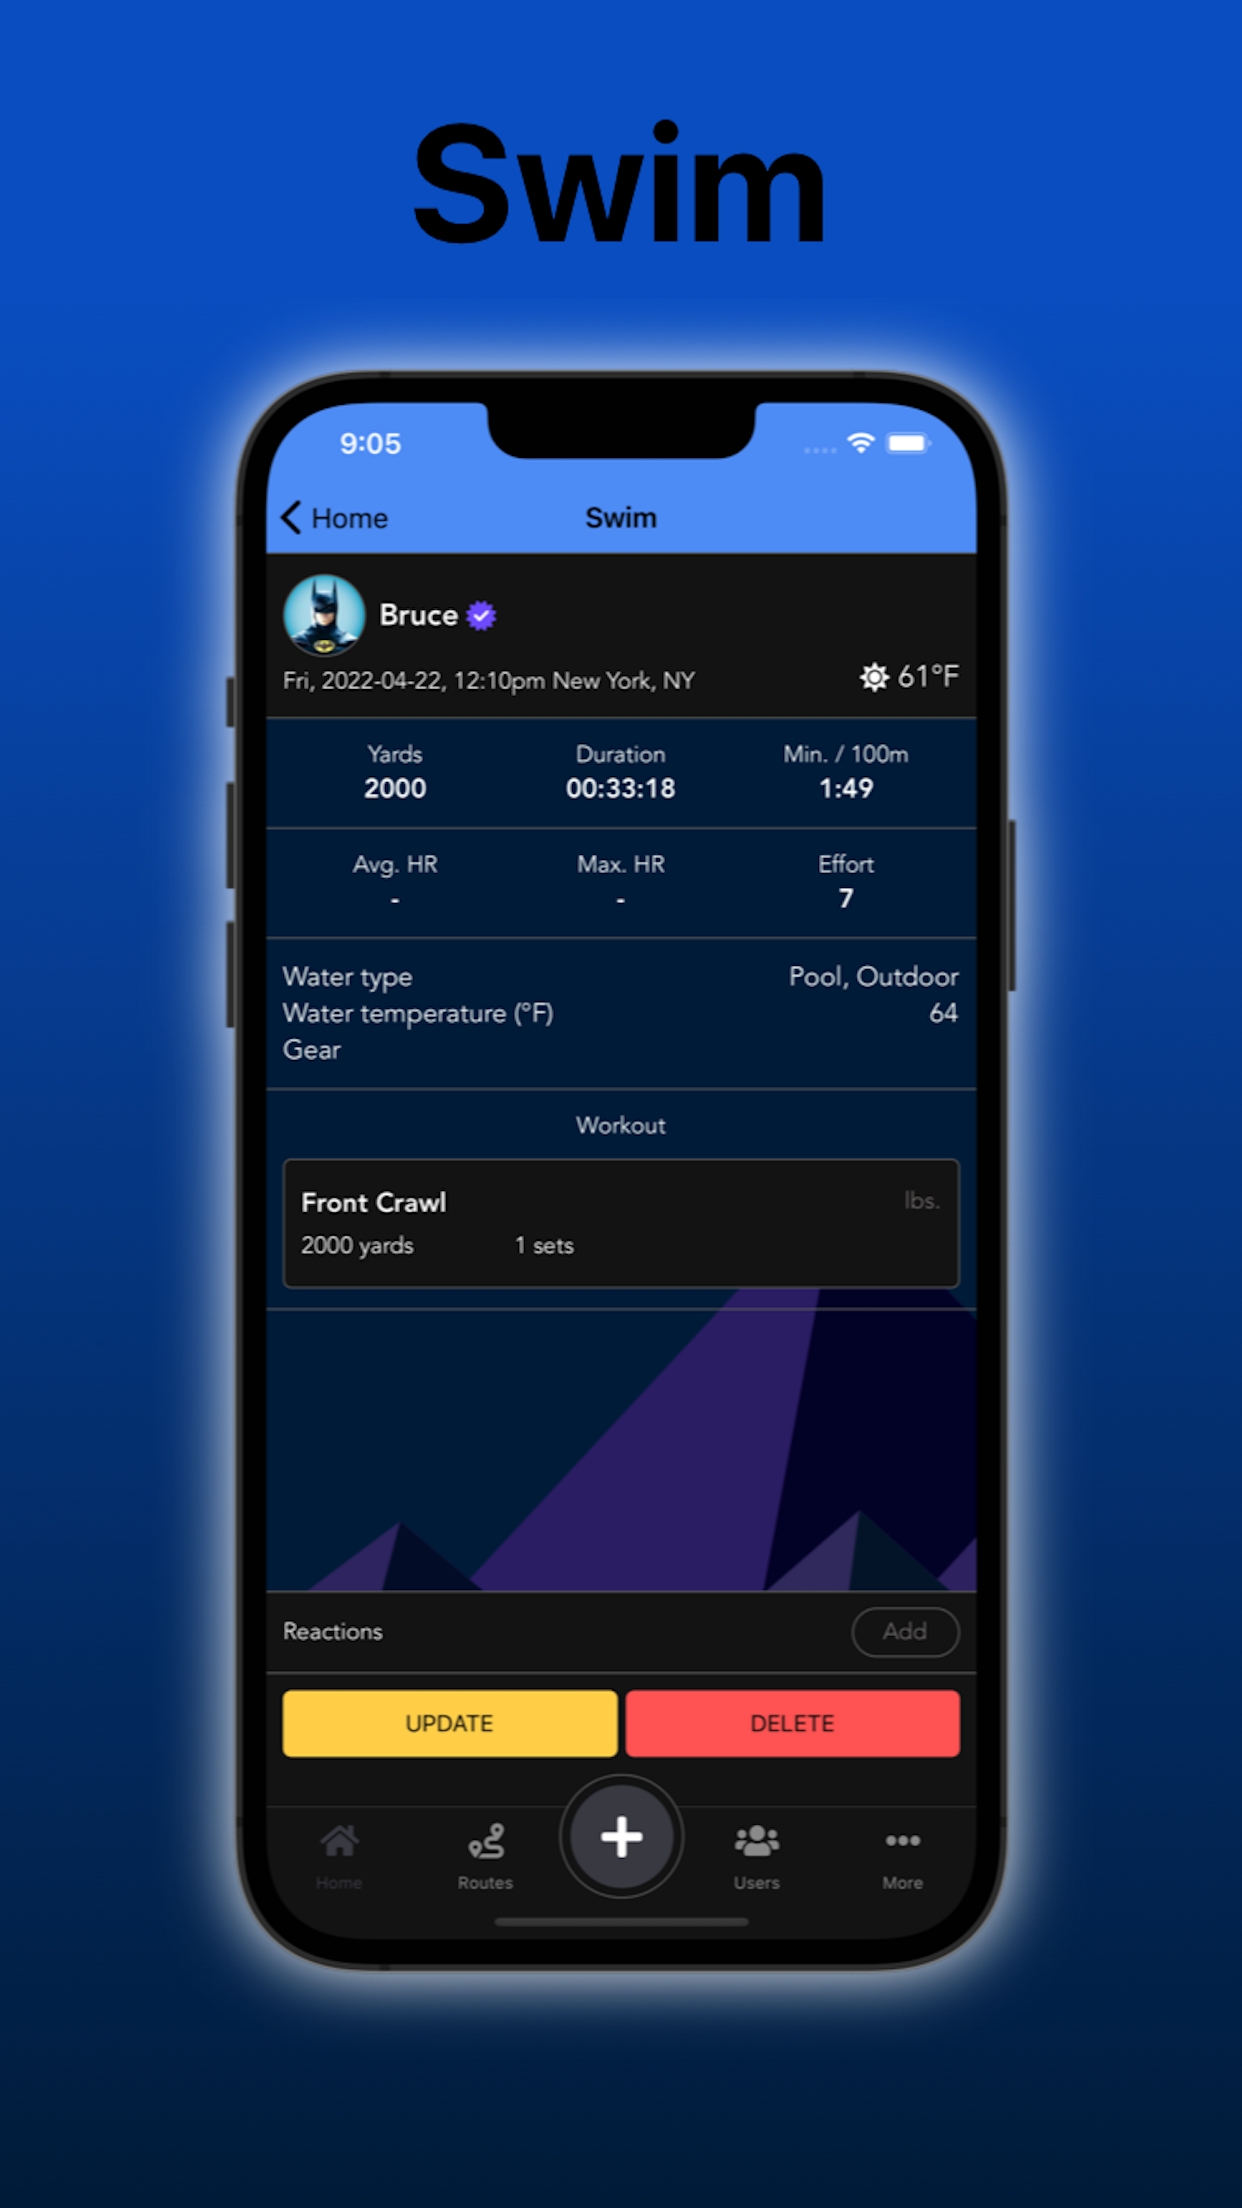 Swim
9:05
Home Swim
Bruce
Fri, 2022-04-22, 12:10pm New York, NY 61°F
Yards Duration Min. / 100m
2000 00:33:18 1:49
Avg. HR Max. HR Effort
- - 7
Water type Pool, Outdoor
Water temperature (°F) 64
Gear
Workout
Front Crawl lbs.
2000 yards 1 sets
Reactions Add
UPDATE DELETE
Home Routes Users More